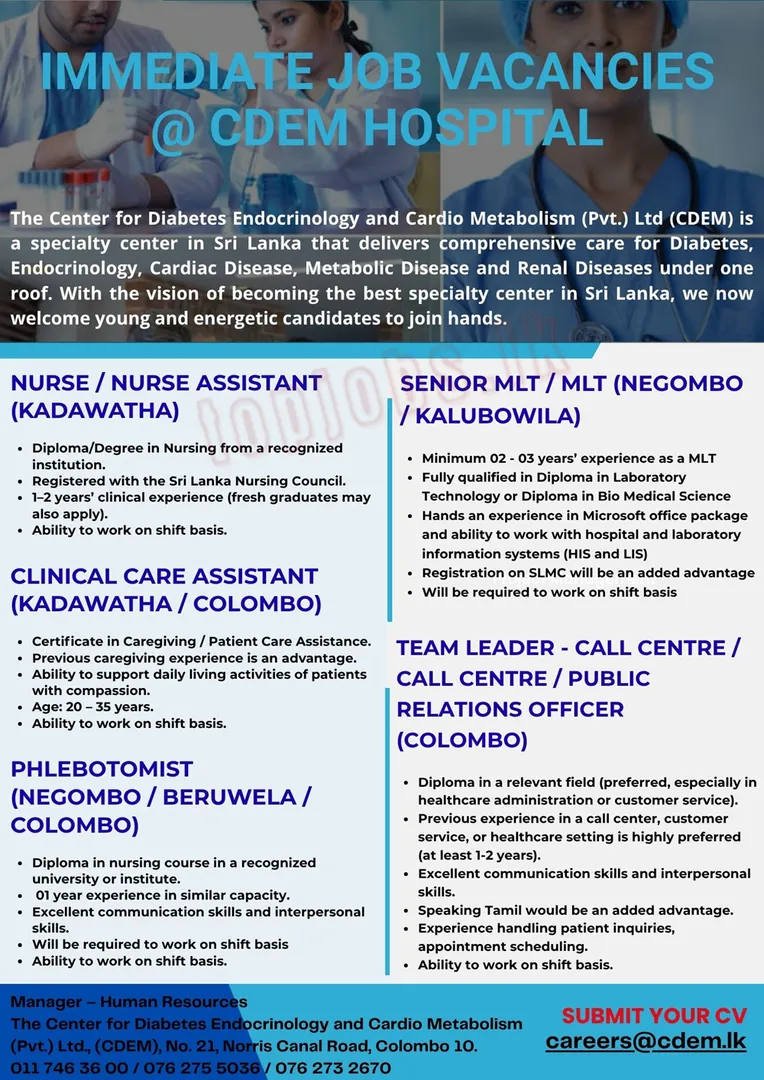 IMMEDIATE JOB VACANCIES
@ CDEM HOSPITAL
The Center for Diabetes Endocrinology and Cardio Metabolism (Pvt.) Ltd (CDEM) is
a specialty center in Sri Lanka that delivers comprehensive care for Diabetes,
Endocrinology, Cardiac Disease, Metabolic Disease and Renal Diseases under one
roof. With the vision of becoming the best specialty center in Sri Lanka, we now
welcome young and energetic candidates to join hands.
topjobs.lk
NURSE / NURSE ASSISTANT
(KADAWATHA)
• Diploma/Degree in Nursing from a recognized
institution.
• Registered with the Sri Lanka Nursing Council.
• 1–2 years’ clinical experience (fresh graduates may
also apply).
• Ability to work on shift basis.
CLINICAL CARE ASSISTANT
(KADAWATHA / COLOMBO)
• Certificate in Caregiving / Patient Care Assistance.
• Previous caregiving experience is an advantage.
• Ability to support daily living activities of patients
with compassion.
• Age: 20 – 35 years.
• Ability to work on shift basis.
PHLEBOTOMIST
(NEGOMBO / BERUWELA /
COLOMBO)
• Diploma in nursing course in a recognized
university or institute.
• 01 year experience in similar capacity.
• Excellent communication skills and interpersonal
skills.
• Will be required to work on shift basis
• Ability to work on shift basis.
SENIOR MLT / MLT (NEGOMBO
/ KALUBOWILA)
• Minimum 02 - 03 years’ experience as a MLT
• Fully qualified in Diploma in Laboratory
Technology or Diploma in Bio Medical Science
• Hands an experience in Microsoft office package
and ability to work with hospital and laboratory
information systems (HIS and LIS)
• Registration on SLMC will be an added advantage
• Will be required to work on shift basis
TEAM LEADER - CALL CENTRE /
CALL CENTRE / PUBLIC
RELATIONS OFFICER
(COLOMBO)
• Diploma in a relevant field (preferred, especially in
healthcare administration or customer service).
• Previous experience in a call center, customer
service, or healthcare setting is highly preferred
(at least 1-2 years).
• Excellent communication skills and interpersonal
skills.
• Speaking Tamil would be an added advantage.
• Experience handling patient inquiries,
appointment scheduling.
• Ability to work on shift basis.
Manager – Human Resources
The Center for Diabetes Endocrinology and Cardio Metabolism
(Pvt.) Ltd., (CDEM), No. 21, Norris Canal Road, Colombo 10.
011 746 36 00 / 076 275 5036 / 076 273 2670
SUBMIT YOUR CV
careers@cdem.lk